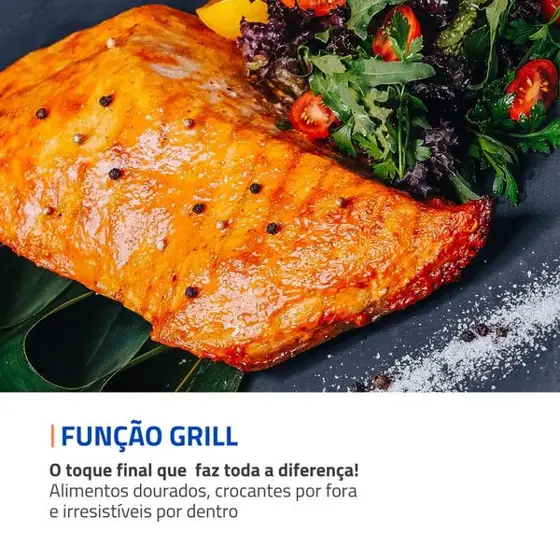 FUNÇÃO GRILL
O toque final que faz toda a diferença!
Alimentos dourados, crocantes por fora
e irresistíveis por dentro